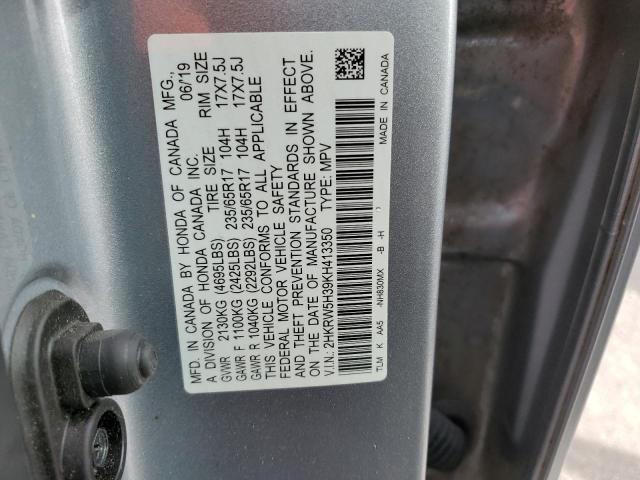 MFD. IN CANADA BY HONDA OF CANADA MFG.,
A DIVISION OF HONDA CANADA INC. 06/19
TIRE SIZE RIM SIZE
GVWR 2130KG (4695LBS)
GAWR F 1100KG (2425LBS) 235/65R17 104H 17X7.5J
GAWR R 1040KG (2292LBS) 235/65R17 104H 17X7.5J
THIS VEHICLE CONFORMS TO ALL APPLICABLE
FEDERAL MOTOR VEHICLE SAFETY
AND THEFT PREVENTION STANDARDS IN EFFECT
ON THE DATE OF MANUFACTURE SHOWN ABOVE.
V.I.N.: 2HKRW5H39KH413350 TYPE: MPV
TLM K AA5 -NH830MX -B -H MADE IN CANADA